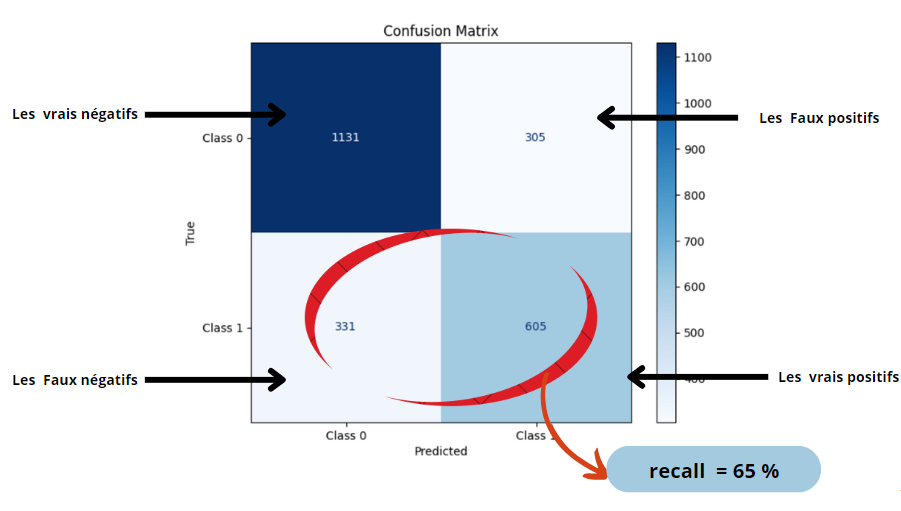 Confusion Matrix
Les vrais négatifs
Les Faux positifs
Class 0
1131
305
True
Class 1
331
605
Les Faux négatifs
Les vrais positifs
Class 0
Class 1
Predicted
1100
1000
900
800
700
600
500
400
recall = 65 %